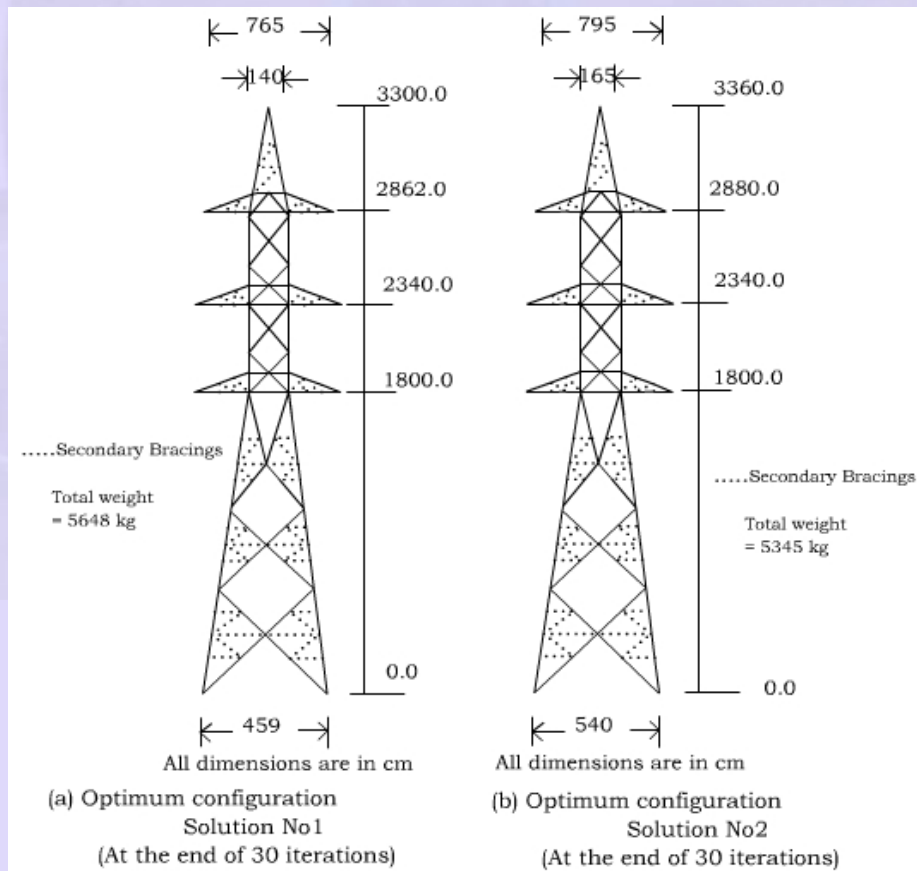 765
140
3300.0
2862.0
2340.0
1800.0
.....Secondary Bracings
Total weight
= 5648 kg
0.0
459
All dimensions are in cm
(a) Optimum configuration
Solution No1
(At the end of 30 iterations)
795
165
3360.0
2880.0
2340.0
1800.0
.....Secondary Bracings
Total weight
= 5345 kg
0.0
540
All dimensions are in cm
(b) Optimum configuration
Solution No2
(At the end of 30 iterations)